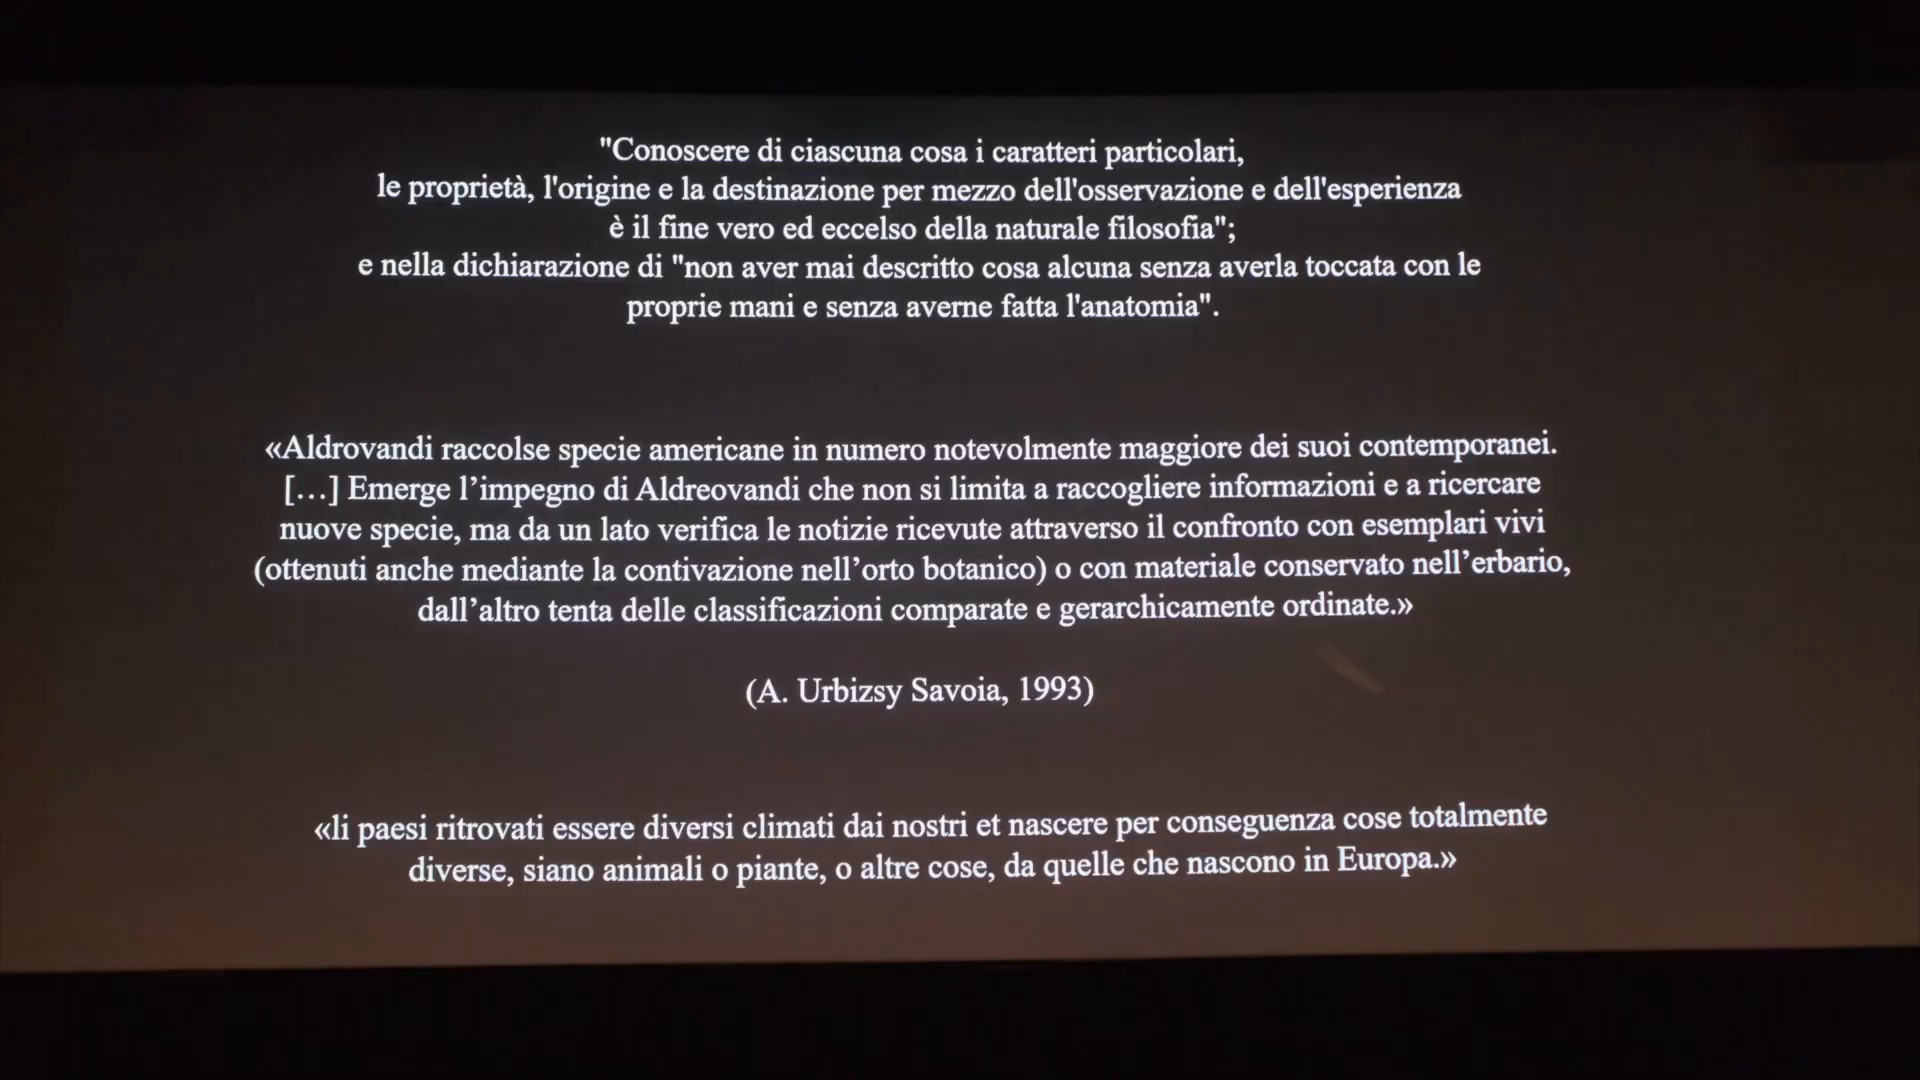 "Conoscere di ciascuna cosa i caratteri particolari,
le proprietà, l'origine e la destinazione per mezzo dell'osservazione e dell'esperienza
è il fine vero ed eccelso della naturale filosofia";
e nella dichiarazione di "non aver mai descritto cosa alcuna senza averla toccata con le
proprie mani e senza averne fatta l'anatomia".
«Aldrovandi raccolse specie americane in numero notevolmente maggiore dei suoi contemporanei.
[…] Emerge l’impegno di Aldreovandi che non si limita a raccogliere informazioni e a ricercare
nuove specie, ma da un lato verifica le notizie ricevute attraverso il confronto con esemplari vivi
(ottenuti anche mediante la contivazione nell’orto botanico) o con materiale conservato nell’erbario,
dall’altro tenta delle classificazioni comparate e gerarchicamente ordinate.»
(A. Urbizsy Savoia, 1993)
«li paesi ritrovati essere diversi climati dai nostri et nascere per conseguenza cose totalmente
diverse, siano animali o piante, o altre cose, da quelle che nascono in Europa.»